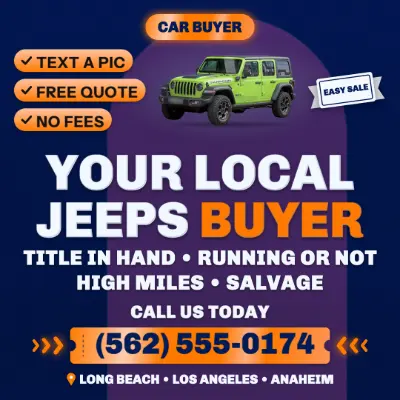 CAR BUYER
✓ TEXT A PIC
✓ FREE QUOTE
✓ NO FEES
EASY SALE
YOUR LOCAL
JEEPS BUYER
TITLE IN HAND • RUNNING OR NOT
HIGH MILES • SALVAGE
CALL US TODAY
(562) 555-0174
LONG BEACH • LOS ANGELES • ANAHEIM